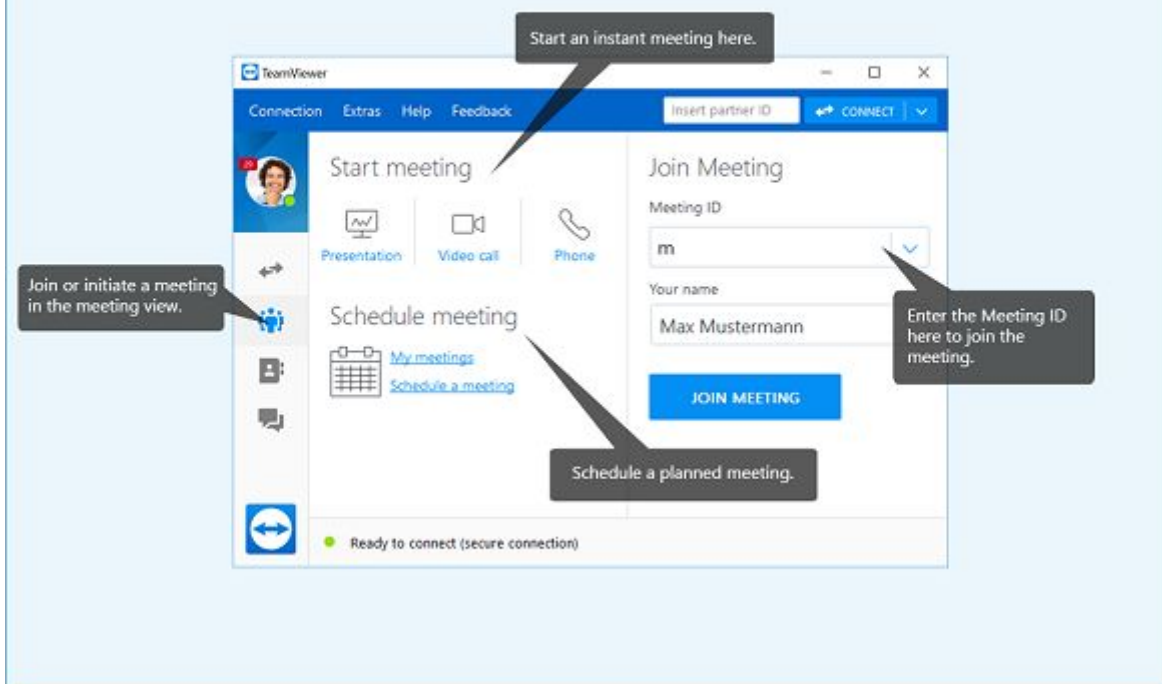 Start an instant meeting here.
TeamViewer
Connection Extras Help Feedback
Insert partner ID
CONNECT
29
Start meeting
Presentation
Video call
Phone
Join or initiate a meeting
in the meeting view.
Schedule meeting
My meetings
Schedule a meeting
Join Meeting
Meeting ID
m
Your name
Max Mustermann
Enter the Meeting ID
here to join the
meeting.
JOIN MEETING
Schedule a planned meeting.
Ready to connect (secure connection)